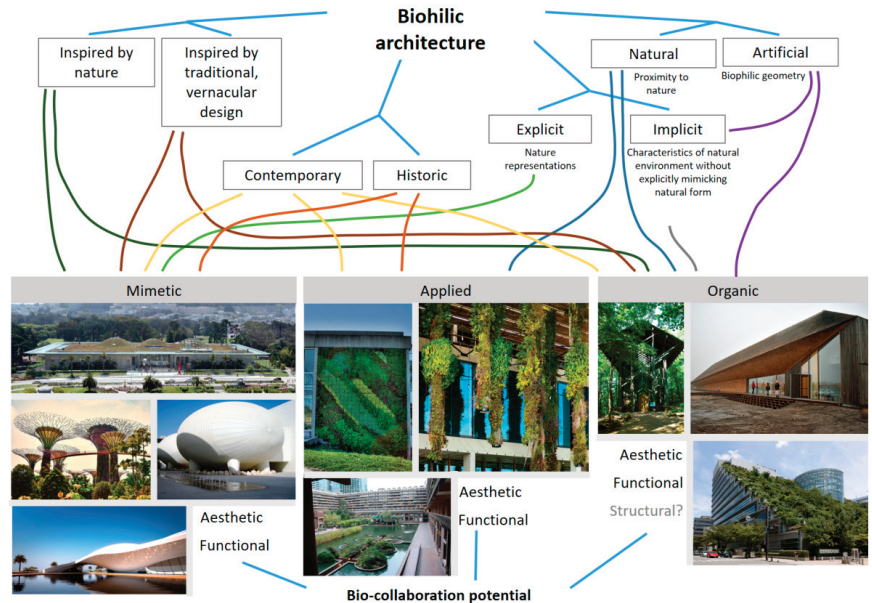 Biohilic
architecture
Inspired by
nature
Inspired by
traditional,
vernacular
design
Natural
Proximity to
nature
Artificial
Biophilic geometry
Explicit
Nature
representations
Implicit
Characteristics of natural
environment without
explicitly mimicking
natural form
Contemporary
Historic
Mimetic
Applied
Organic
Aesthetic
Functional
Aesthetic
Functional
Aesthetic
Functional
Structural?
Bio-collaboration potential